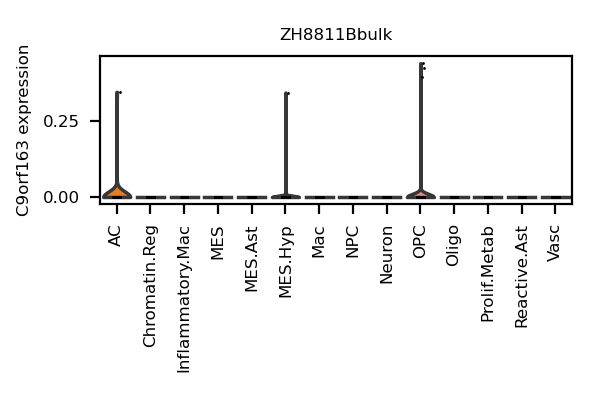 ZH8811Bbulk
C9orf163 expression
0.25
0.00
AC
Chromatin.Reg
Inflammatory.Mac
MES
MES.Ast
MES.Hyp
Mac
NPC
Neuron
OPC
Oligo
Prolif.Metab
Reactive.Ast
Vasc